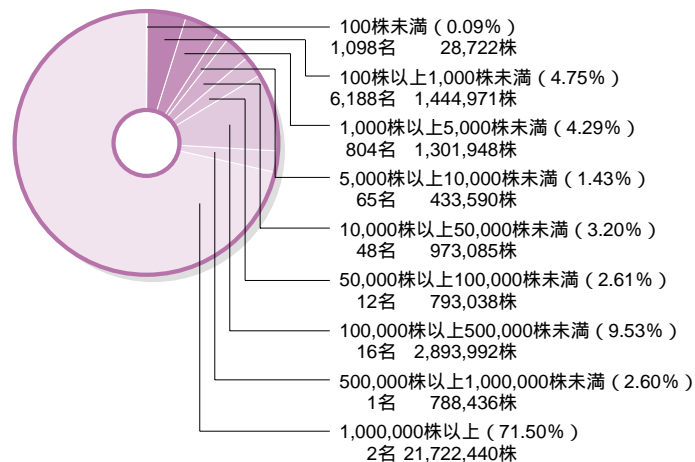 100株未満（0.09%）
1,098名 28,722株
100株以上1,000株未満（4.75%）
6,188名 1,444,971株
1,000株以上5,000株未満（4.29%）
804名 1,301,948株
5,000株以上10,000株未満（1.43%）
65名 433,590株
10,000株以上50,000株未満（3.20%）
48名 973,085株
50,000株以上100,000株未満（2.61%）
12名 793,038株
100,000株以上500,000株未満（9.53%）
16名 2,893,992株
500,000株以上1,000,000株未満（2.60%）
1名 788,436株
1,000,000株以上（71.50%）
2名 21,722,440株